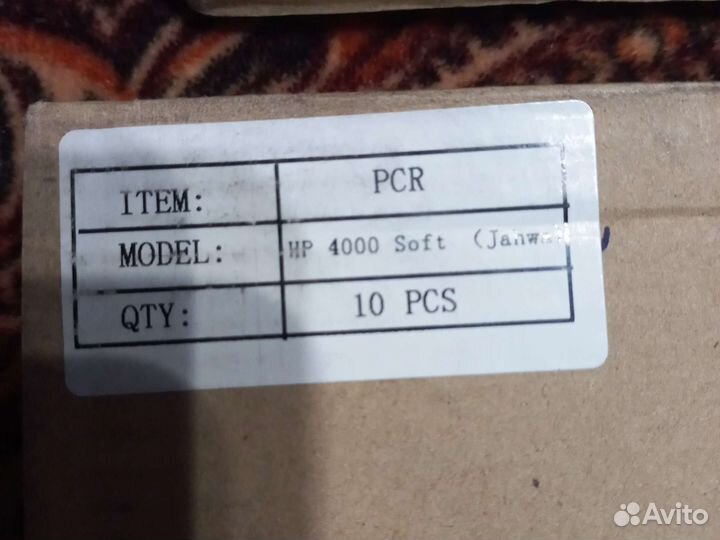 ITEM: PCR
MODEL: HP 4000 Soft
QTY: 10 PCS
Avito